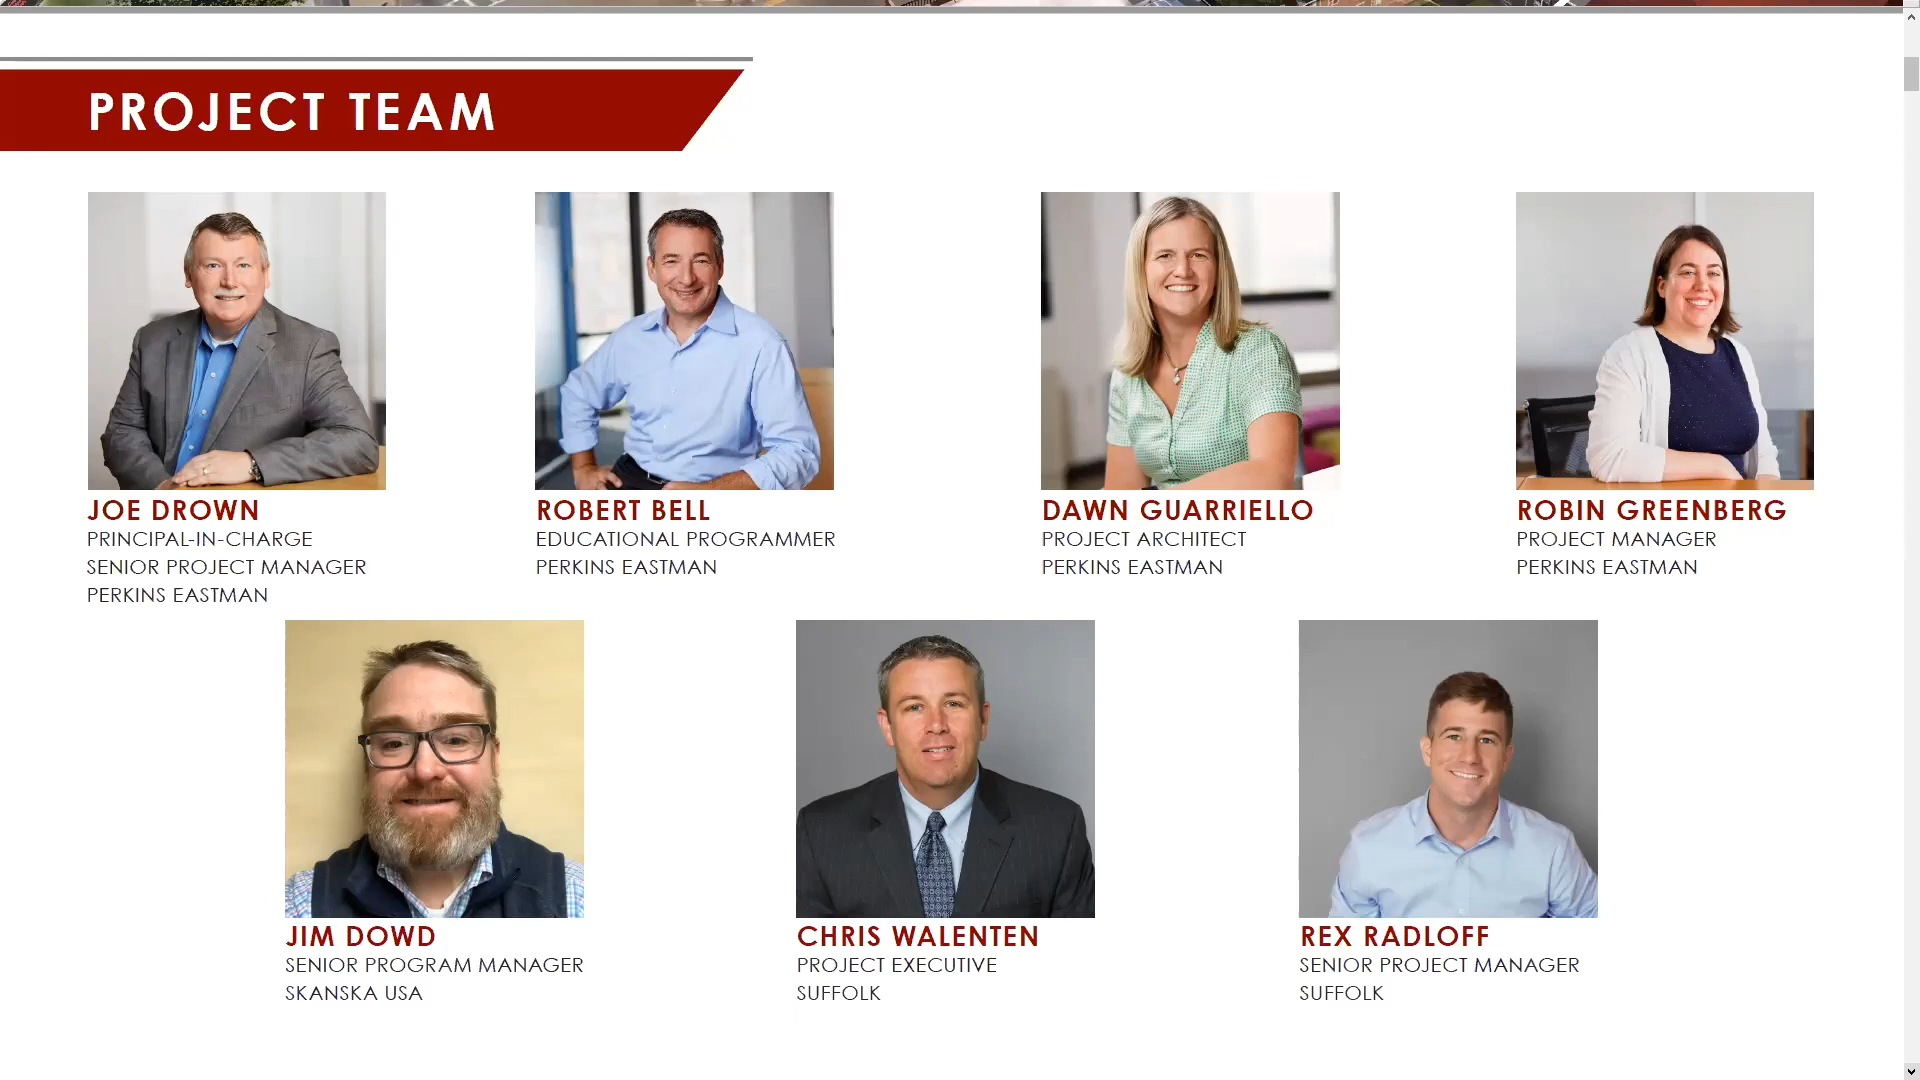 PROJECT TEAM
JOE DROWN
PRINCIPAL-IN-CHARGE
SENIOR PROJECT MANAGER
PERKINS EASTMAN
ROBERT BELL
EDUCATIONAL PROGRAMMER
PERKINS EASTMAN
DAWN GUARRIELLO
PROJECT ARCHITECT
PERKINS EASTMAN
ROBIN GREENBERG
PROJECT MANAGER
PERKINS EASTMAN
JIM DOWD
SENIOR PROGRAM MANAGER
SKANSKA USA
CHRIS WALENTEN
PROJECT EXECUTIVE
SUFFOLK
REX RADLOFF
SENIOR PROJECT MANAGER
SUFFOLK